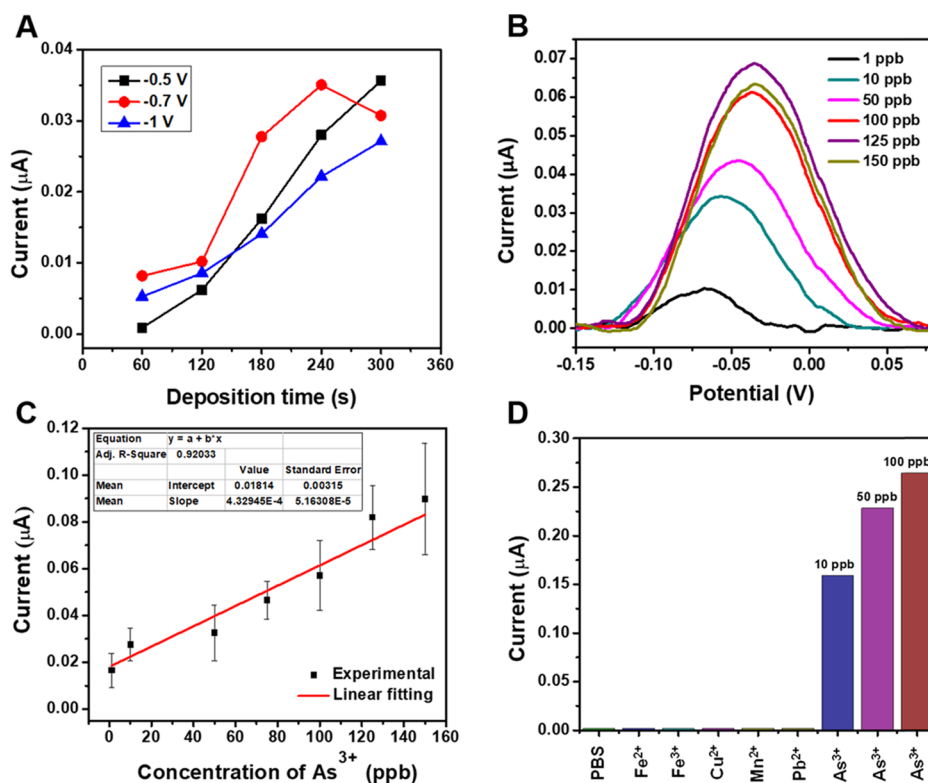 A
Current (µA)
0.04
0.03
0.02
0.01
0.00
-0.5 V
-0.7 V
-1 V
0 60 120 180 240 300 360
Deposition time (s)
B
Current (µA)
0.07
0.06
0.05
0.04
0.03
0.02
0.01
0.00
1 ppb
10 ppb
50 ppb
100 ppb
125 ppb
150 ppb
-0.15 -0.10 -0.05 0.00 0.05
Potential (V)
C
Current (µA)
0.12
0.10
0.08
0.06
0.04
0.02
0.00
Equation y = a + b*x
Adj. R-Square 0.92033
Value Standard Error
Mean Intercept 0.01814 0.00315
Mean Slope 4.32945E-4 5.16308E-5
Experimental
Linear fitting
0 20 40 60 80 100 120 140 160
Concentration of As3+ (ppb)
D
Current (µA)
0.30
0.25
0.20
0.15
0.10
0.05
0.00
10 ppb
50 ppb
100 ppb
PBS
Fe2+
Fe3+
Cu2+
Mn2+
Pb2+
As3+
As3+
As3+